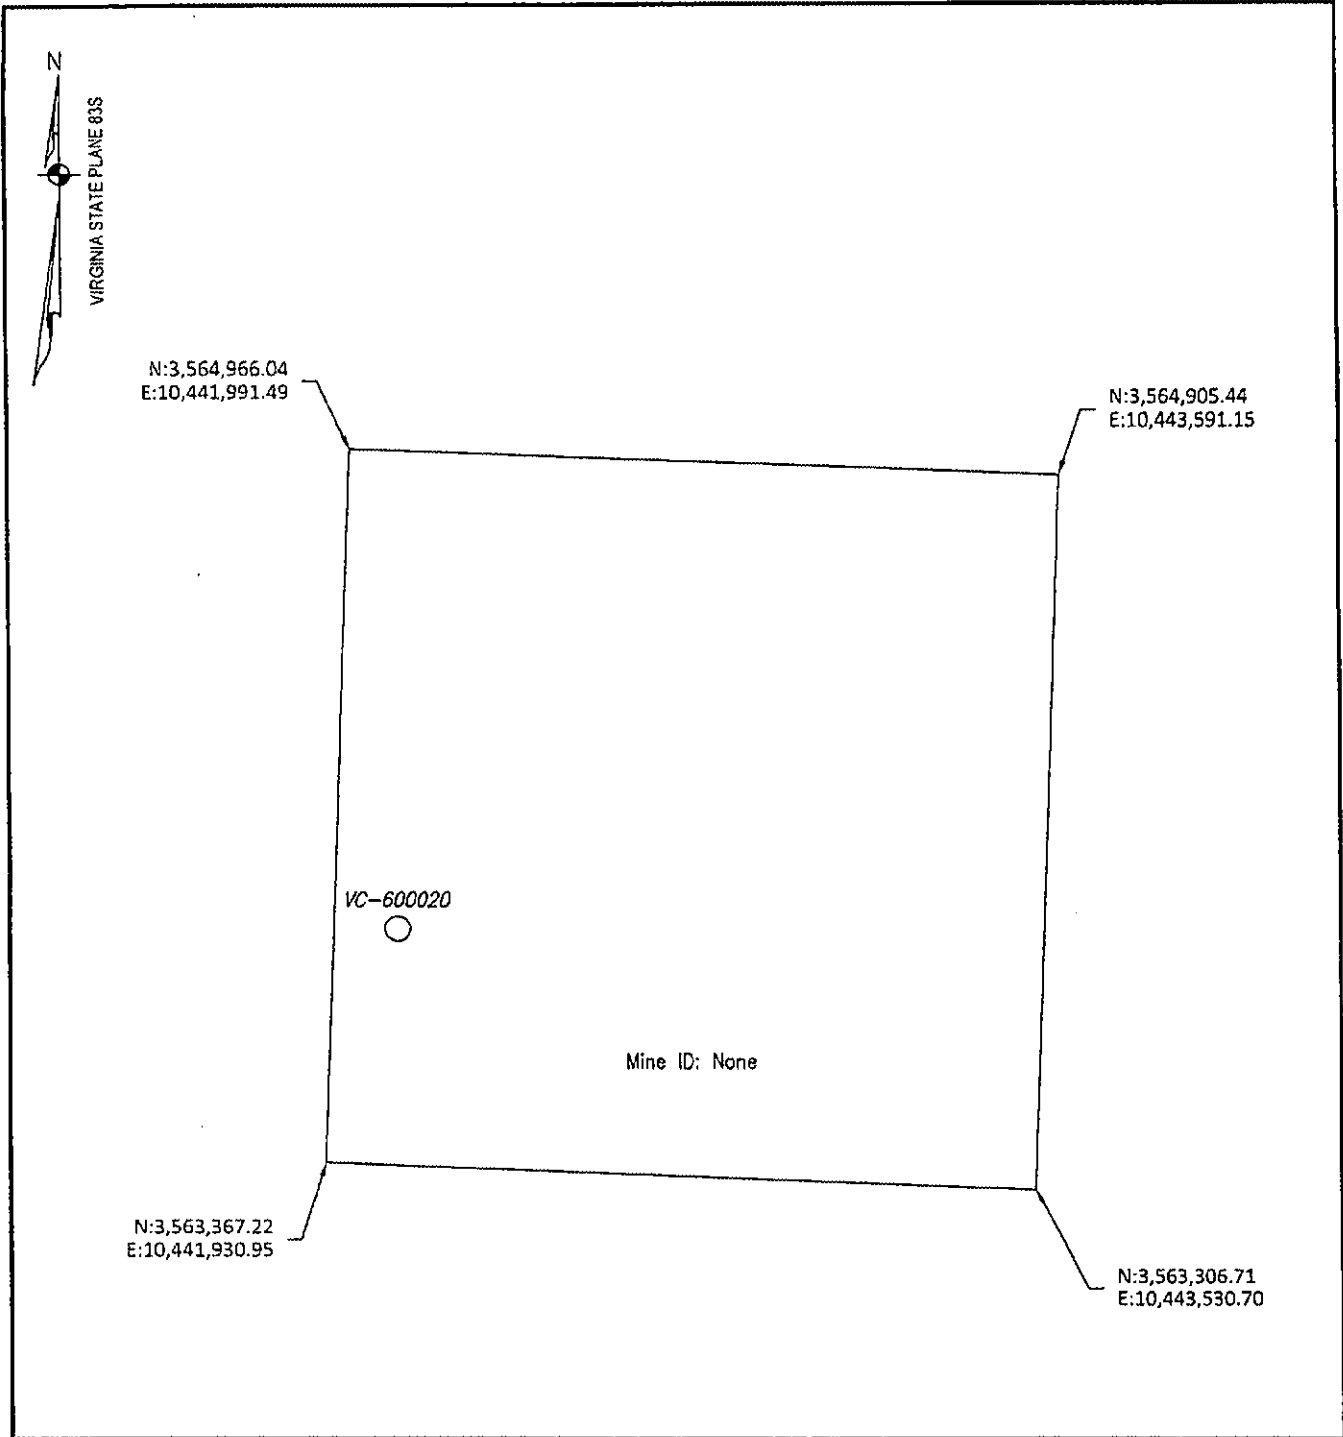 N
VIRGINIA STATE PLANE 83S
N:3,564,966.04
E:10,441,991.49
N:3,564,905.44
E:10,443,591.15
VC-600020
Mine ID: None
N:3,563,367.22
E:10,441,930.95
N:3,563,306.71
E:10,443,530.70